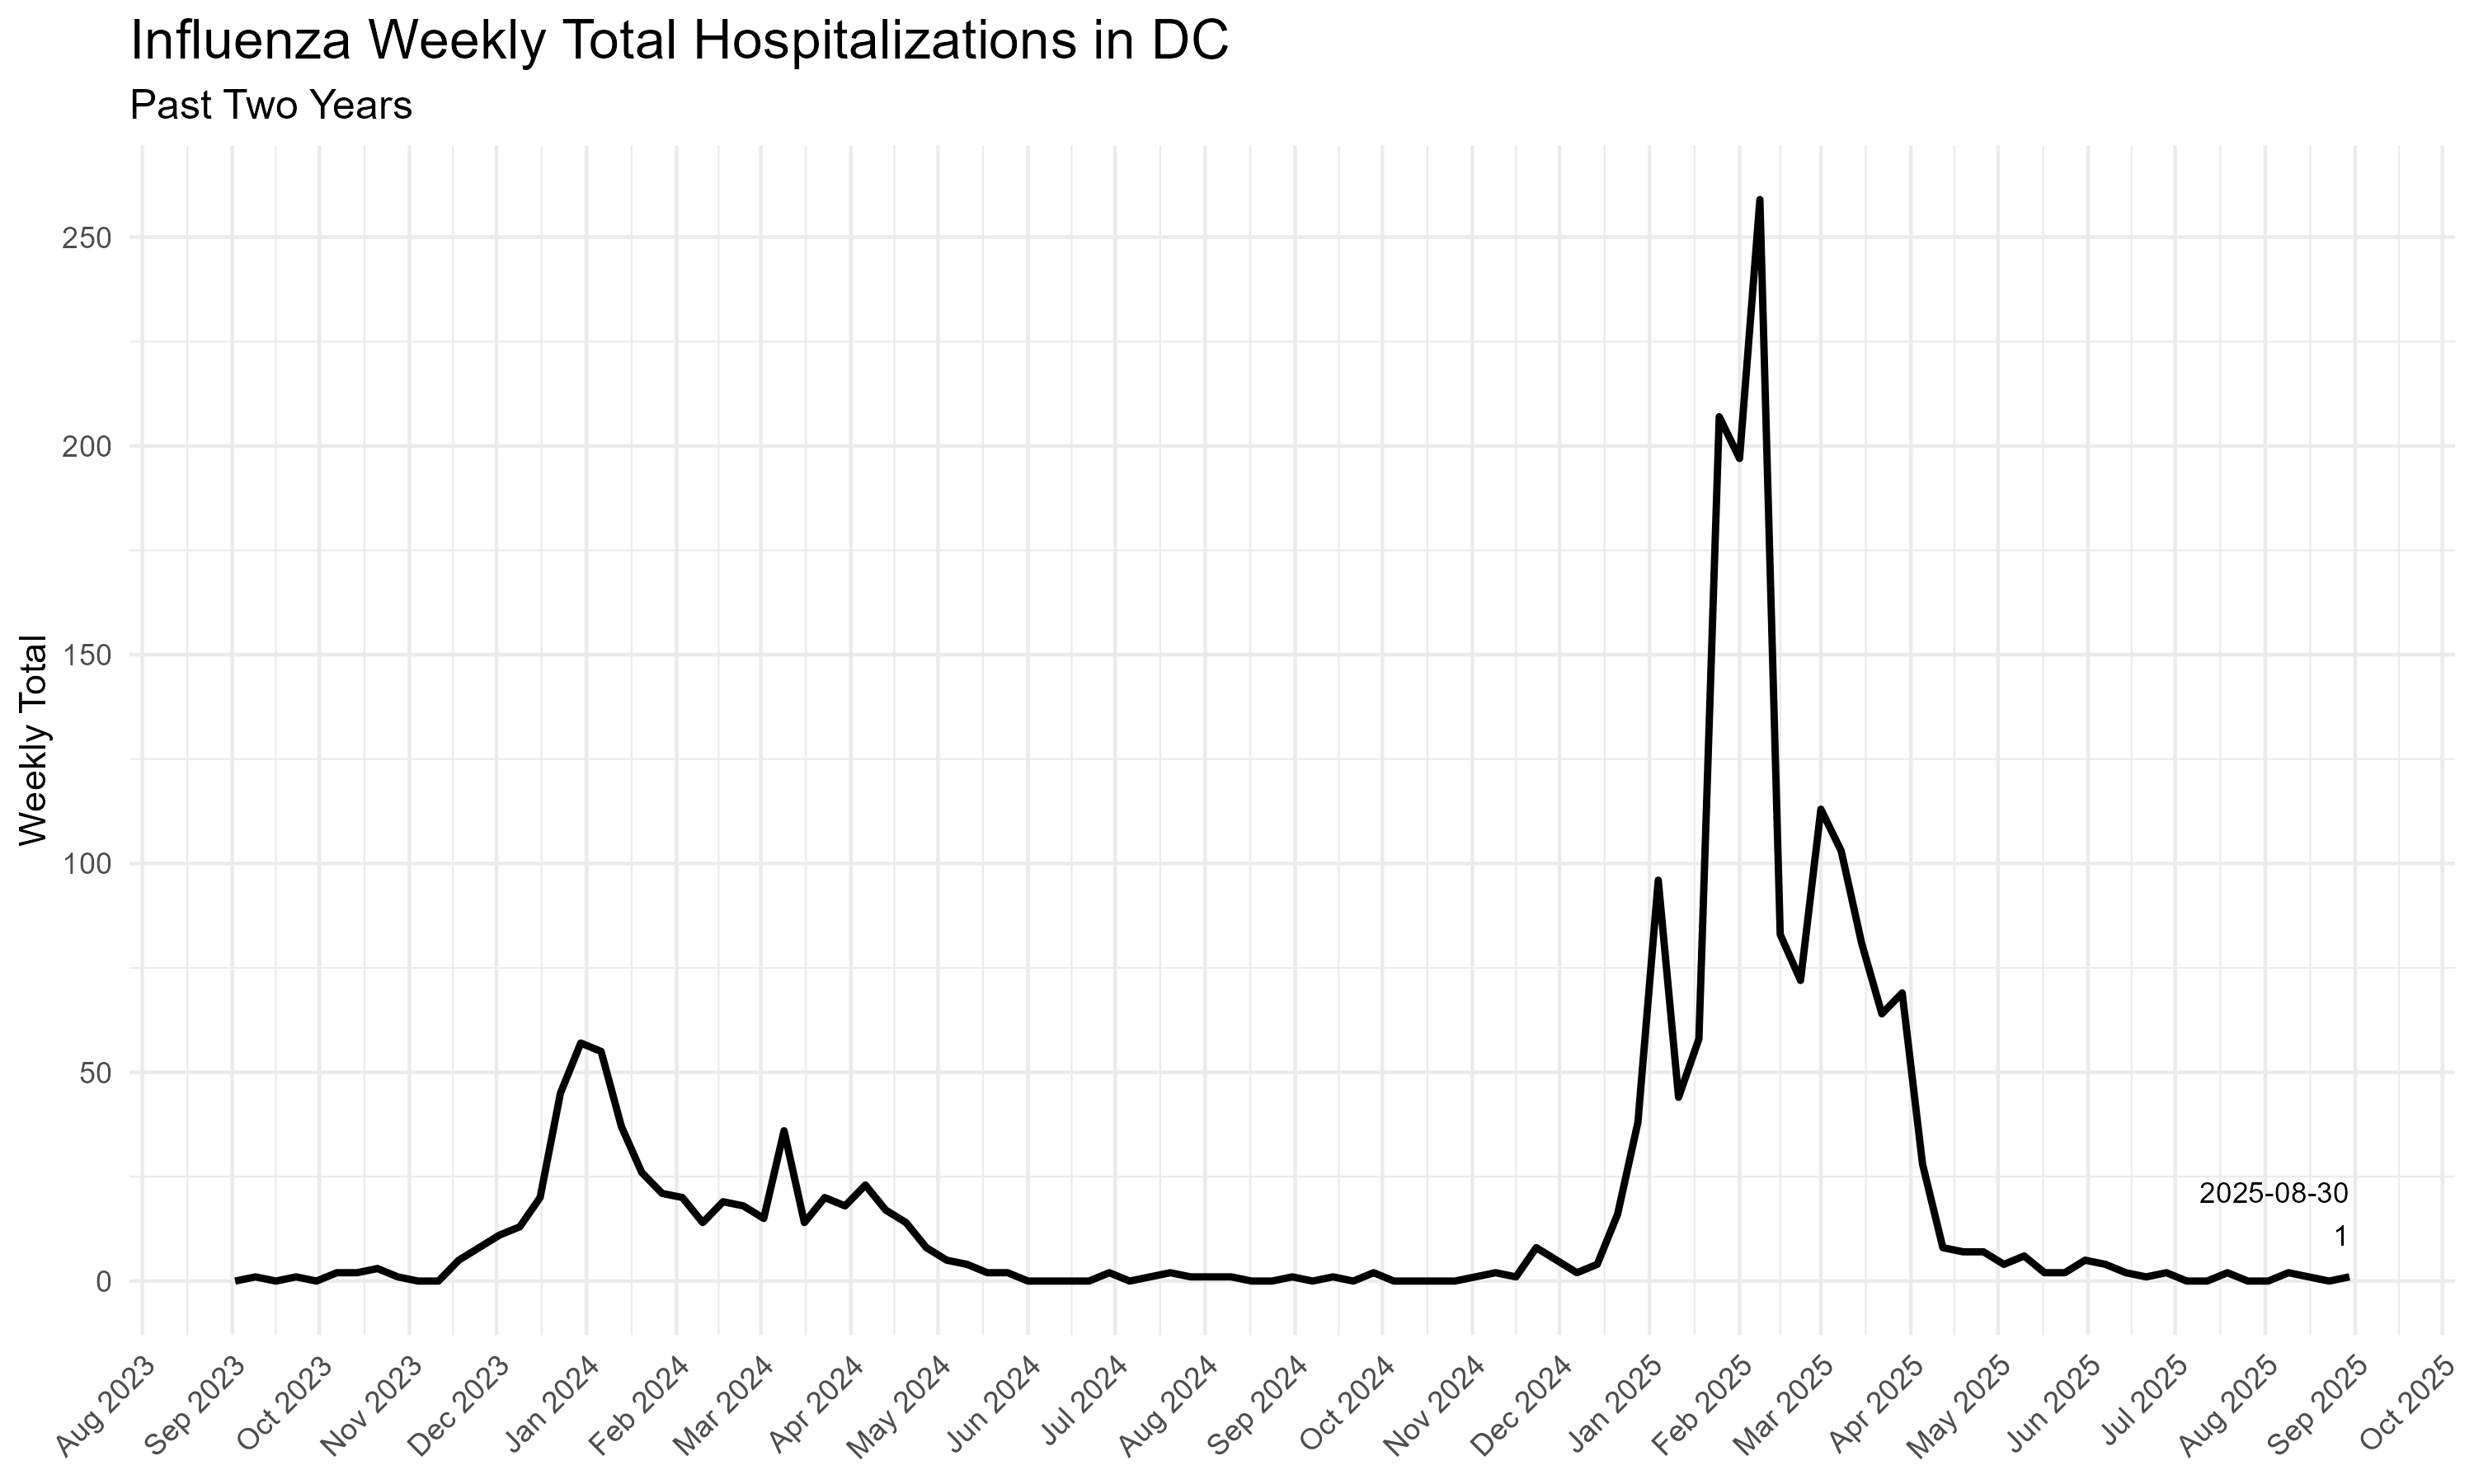 Influenza Weekly Total Hospitalizations in DC
Past Two Years
Weekly Total
250
200
150
100
50
0
2025-08-30
1
Aug 2023
Sep 2023
Oct 2023
Nov 2023
Dec 2023
Jan 2024
Feb 2024
Mar 2024
Apr 2024
May 2024
Jun 2024
Jul 2024
Aug 2024
Sep 2024
Oct 2024
Nov 2024
Dec 2024
Jan 2025
Feb 2025
Mar 2025
Apr 2025
May 2025
Jun 2025
Jul 2025
Aug 2025
Sep 2025
Oct 2025